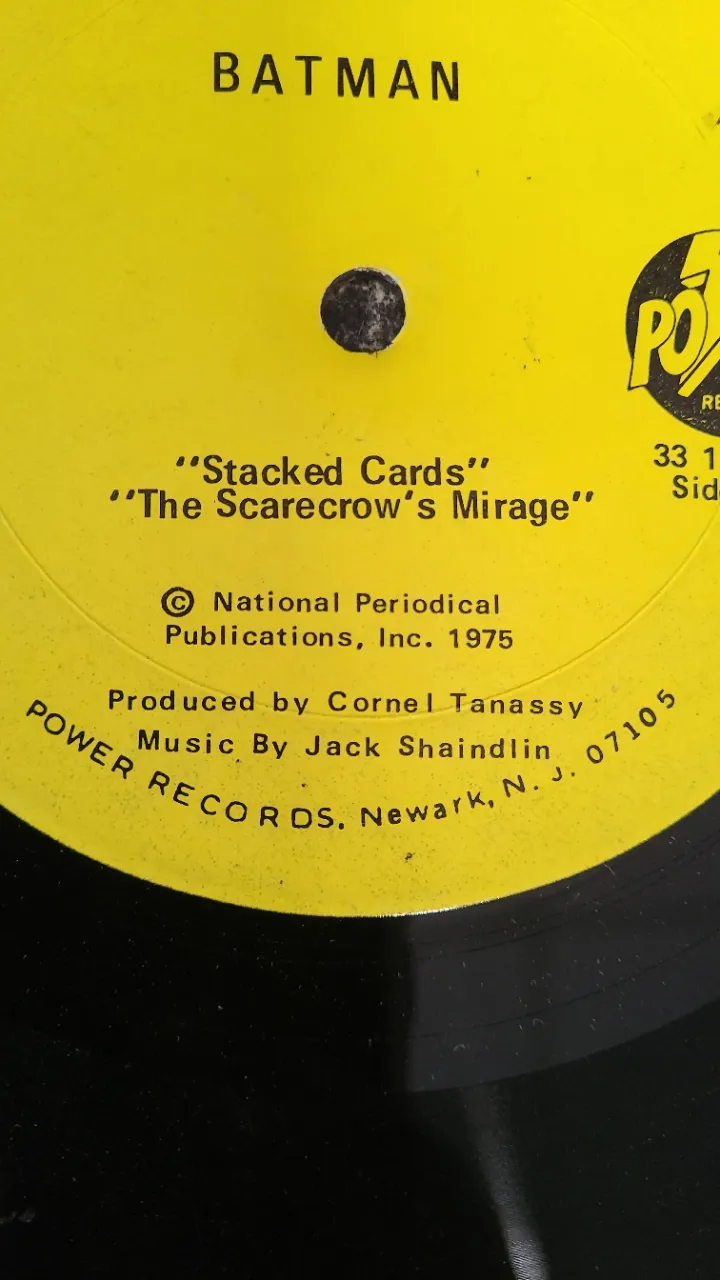 BATMAN
33 1
"Stacked Cards"
"The Scarecrow's Mirage"
© National Periodical
Publications, Inc. 1975
Produced by Cornel Tanassy
Music By Jack Shaindlin
POWER RECORDS, Newark, N. J. 07105